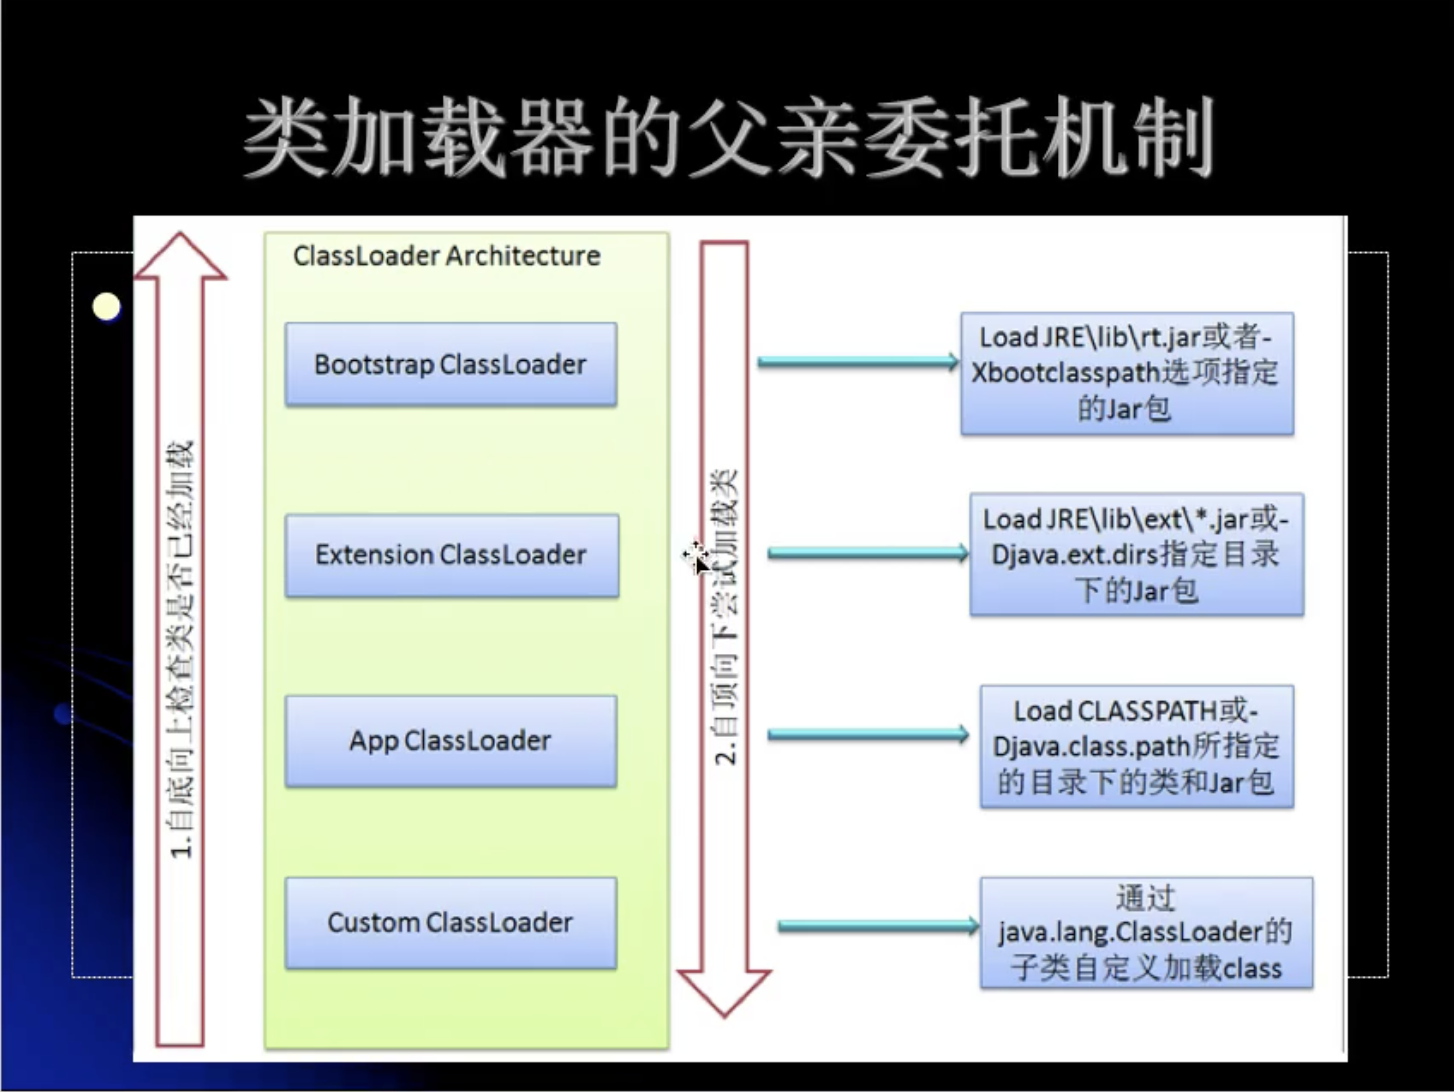 类加载器的父亲委托机制
1.自底向上检查类是否已经加载
ClassLoader Architecture
Bootstrap ClassLoader
Extension ClassLoader
App ClassLoader
Custom ClassLoader
2.自顶向下尝试加载类
Load JRE\lib\rt.jar或者-
Xbootclasspath选项指定
的Jar包
Load JRE\lib\ext\*.jar或-
Djava.ext.dirs指定目录
下的Jar包
Load CLASSPATH或-
Djava.class.path所指定
的目录下的类和Jar包
通过
java.lang.ClassLoader的
子类自定义加载class